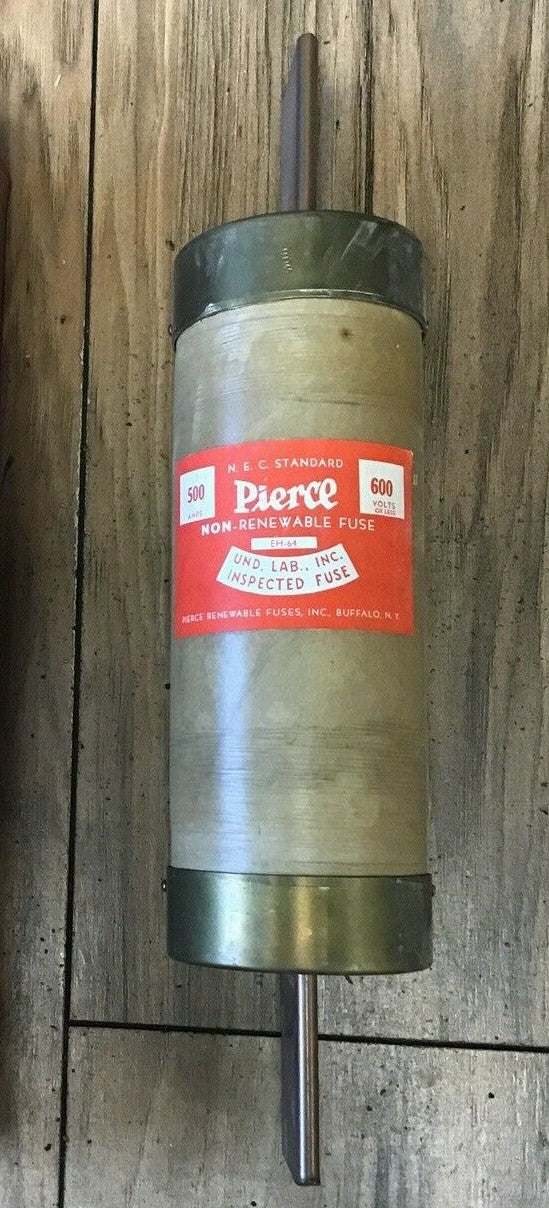 N. E. C. STANDARD
500
AMPS
Pierce
600
VOLTS
OR LESS
NON-RENEWABLE FUSE
EH-64
UND. LAB., INC.
INSPECTED FUSE
PIERCE RENEWABLE FUSES, INC., BUFFALO, N. Y.